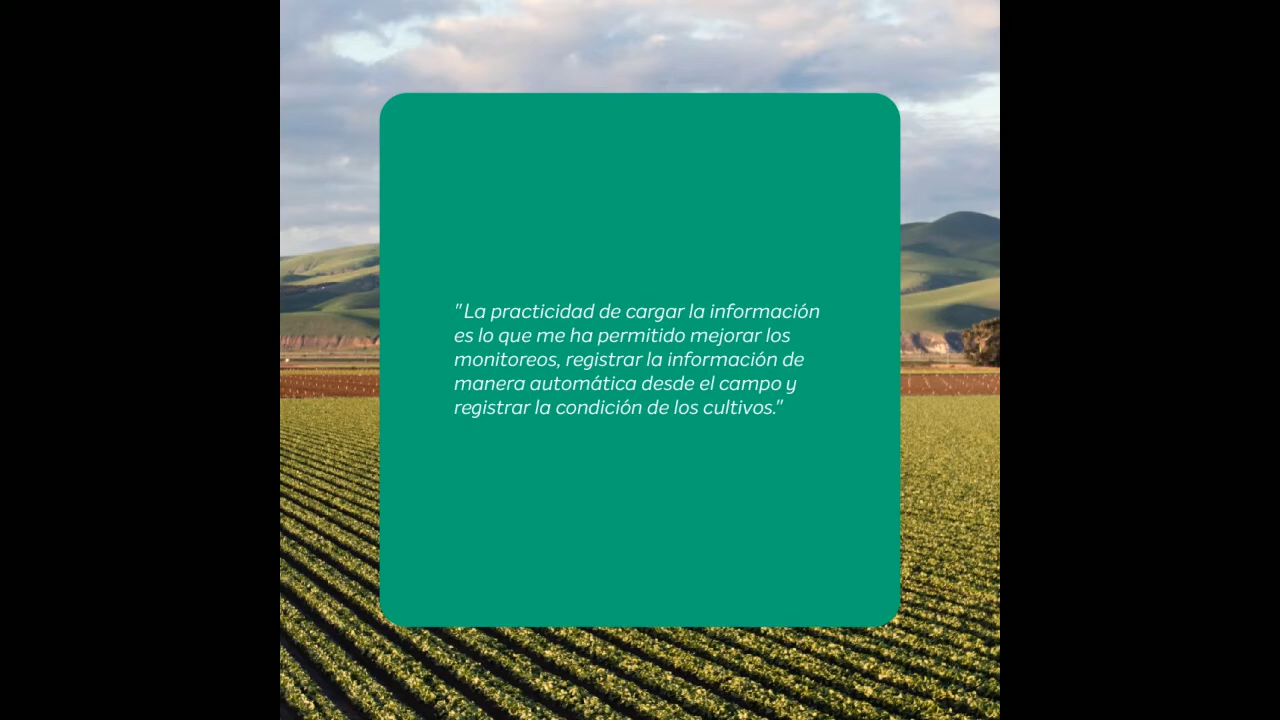 "La practicidad de cargar la información
es lo que me ha permitido mejorar los
monitoreos, registrar la información de
manera automática desde el campo y
registrar la condición de los cultivos."